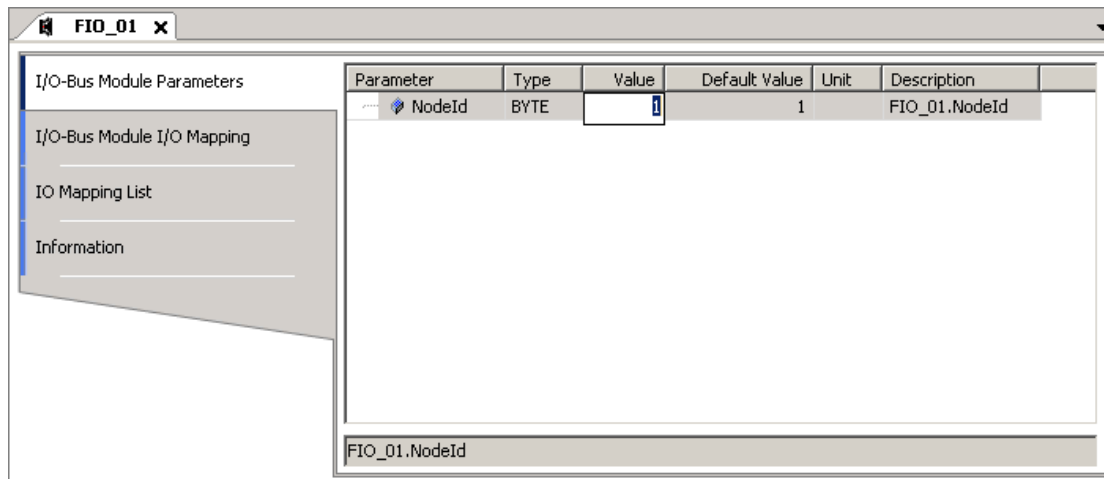 FIO_01
I/O-Bus Module Parameters
I/O-Bus Module I/O Mapping
IO Mapping List
Information
Parameter Type Value Default Value Unit Description
NodeId BYTE 1 1 FIO_01.NodeId
FIO_01.NodeId